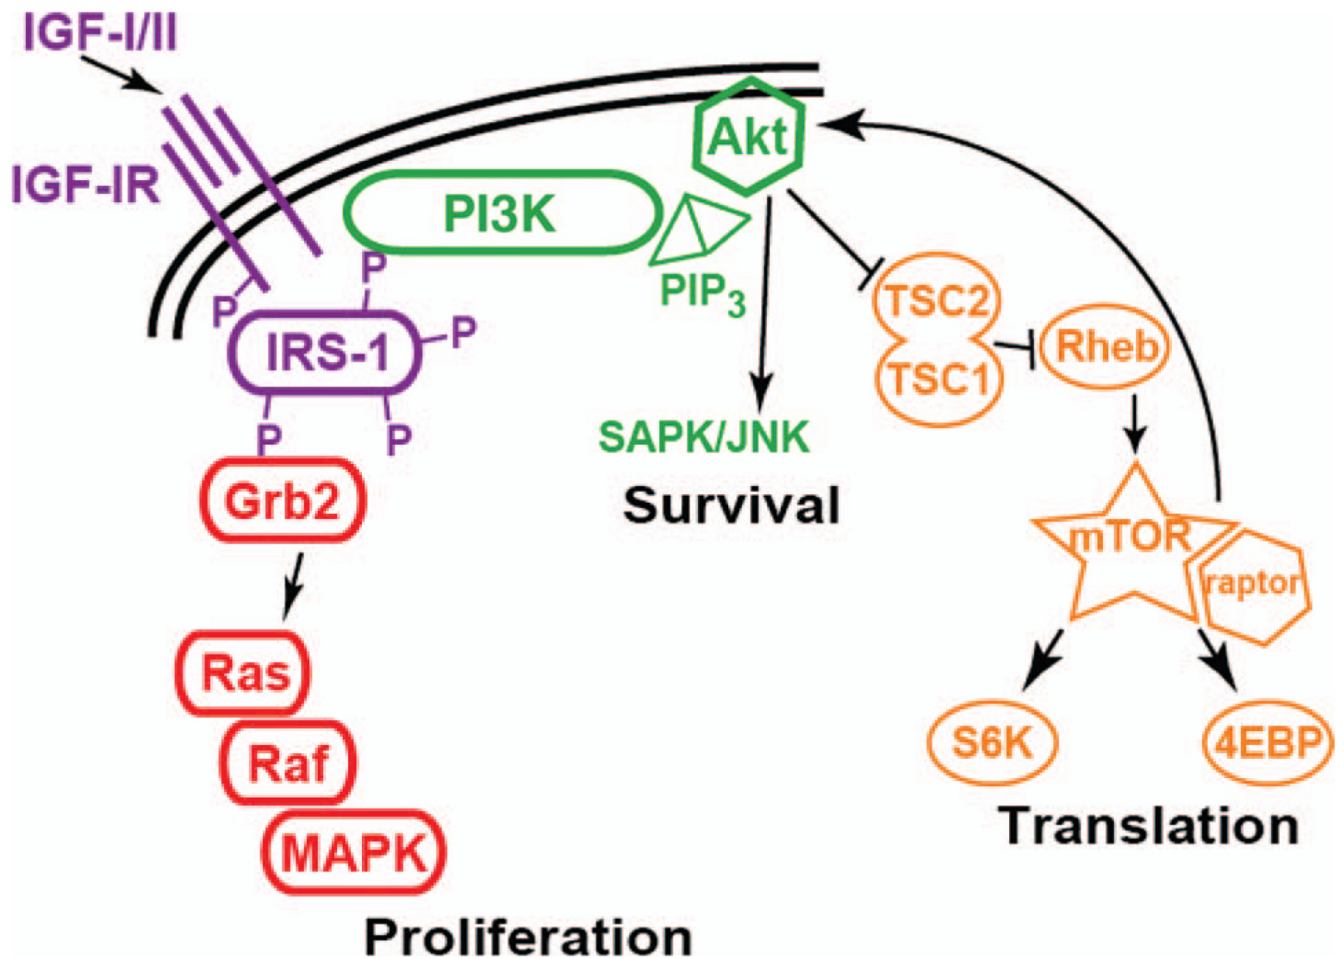 IGF-I/II
IGF-IR
Akt
PI3K
PIP3
P
P
P
P
P
IRS-1
Grb2
Ras
Raf
MAPK
Proliferation
SAPK/JNK
Survival
TSC2
TSC1
Rheb
mTOR
raptor
S6K
4EBP
Translation